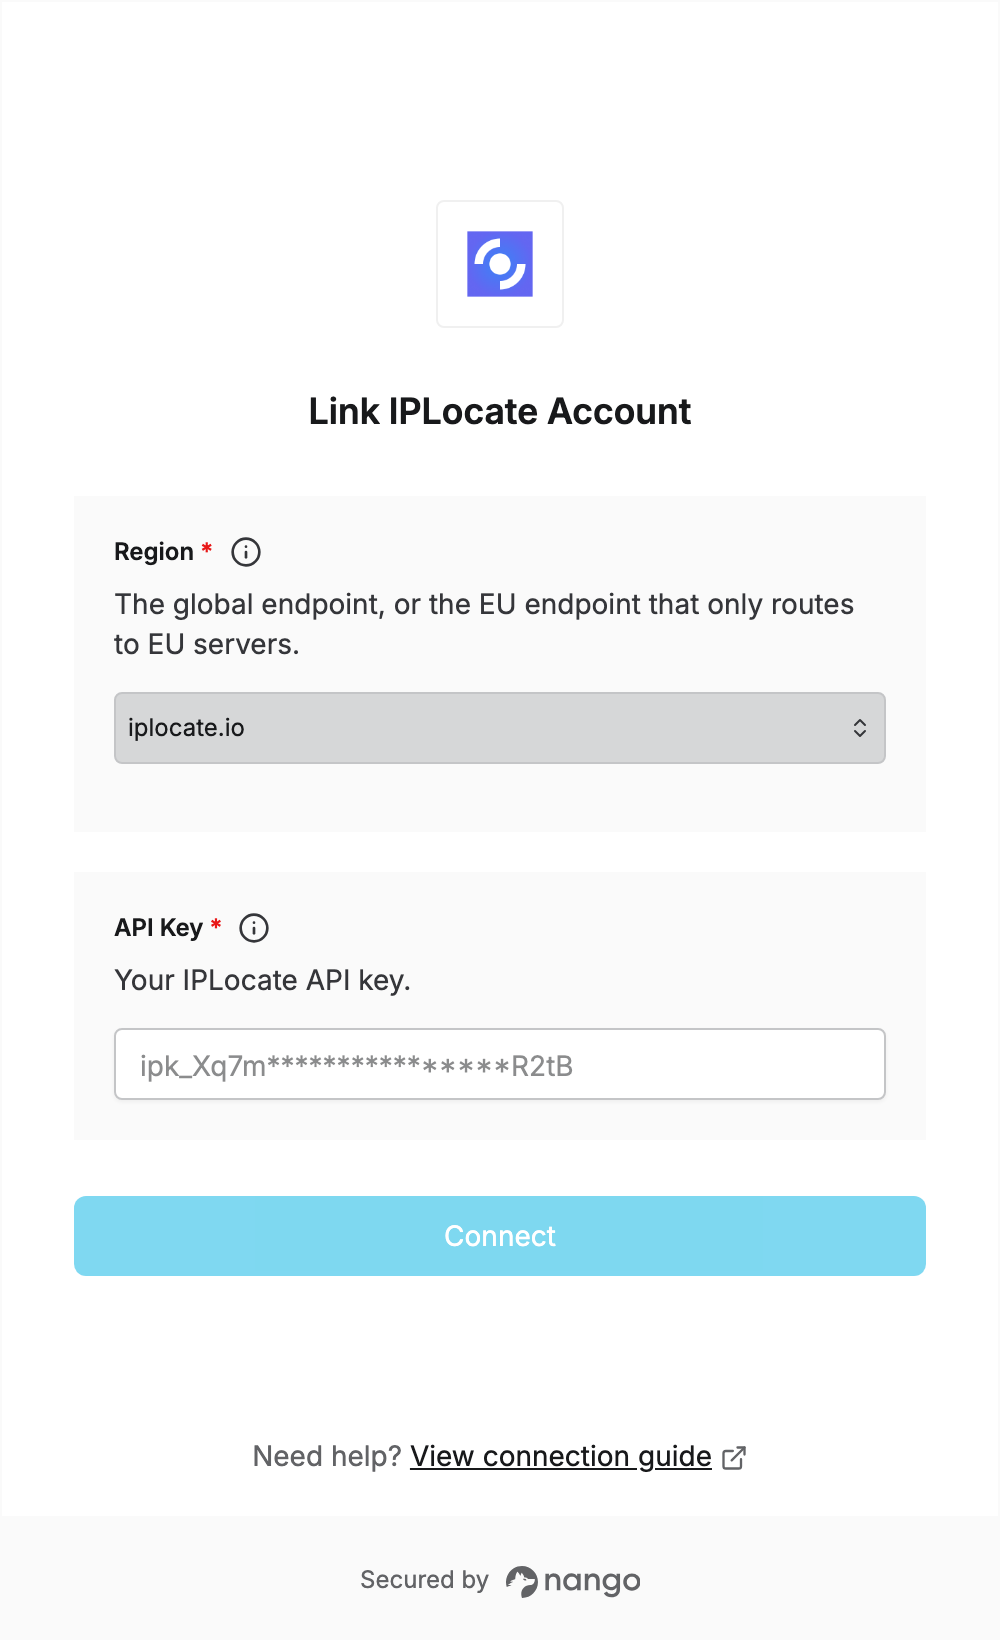 Link IPLocate Account
Region *
The global endpoint, or the EU endpoint that only routes
to EU servers.
iplocate.io
API Key *
Your IPLocate API key.
ipk_Xq7m****************R2tB
Connect
Need help? View connection guide
Secured by nango